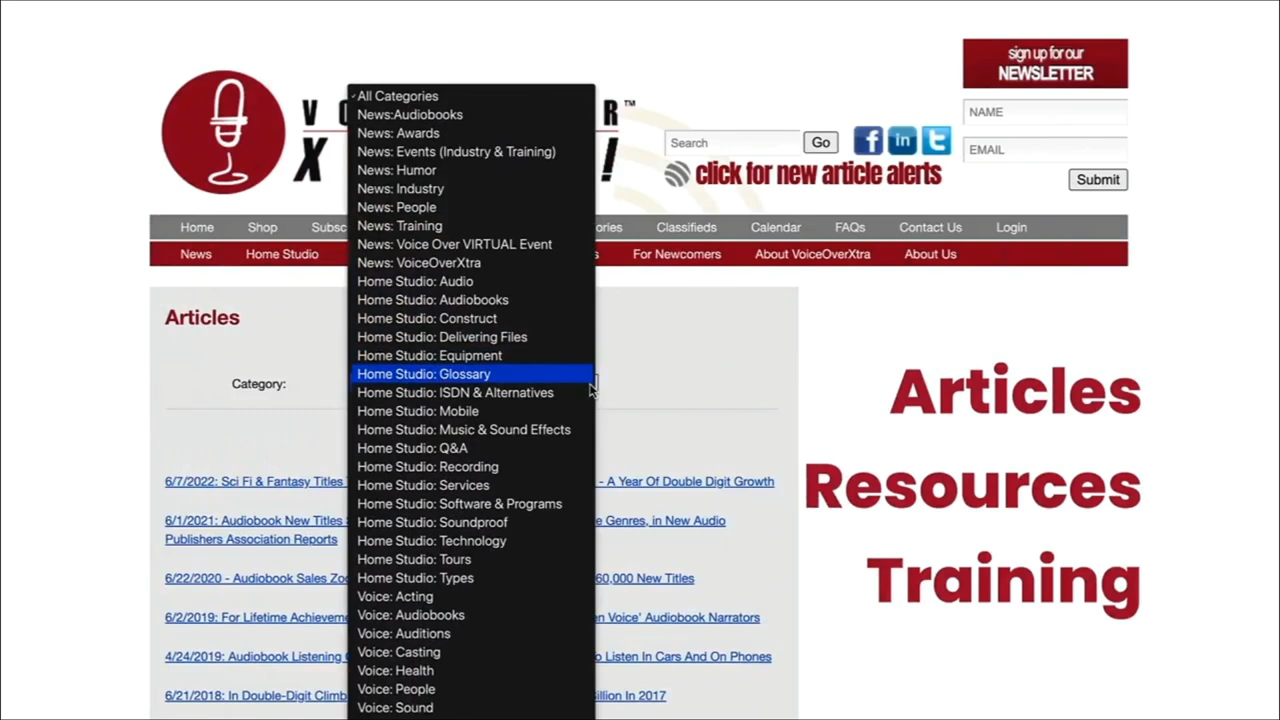 sign up for our
NEWSLETTER
V
R™
X
!
NAME
EMAIL
Submit
Search
Go
f
in
t
click for new article alerts
Home
Shop
Subsc
ories
Classifieds
Calendar
FAQs
Contact Us
Login
News
Home Studio
s
For Newcomers
About VoiceOverXtra
About Us
Articles
Category:
All Categories
News:Audiobooks
News: Awards
News: Events (Industry & Training)
News: Humor
News: Industry
News: People
News: Training
News: Voice Over VIRTUAL Event
News: VoiceOverXtra
Home Studio: Audio
Home Studio: Audiobooks
Home Studio: Construct
Home Studio: Delivering Files
Home Studio: Equipment
Home Studio: Glossary
Home Studio: ISDN & Alternatives
Home Studio: Mobile
Home Studio: Music & Sound Effects
Home Studio: Q&A
Home Studio: Recording
Home Studio: Services
Home Studio: Software & Programs
Home Studio: Soundproof
Home Studio: Technology
Home Studio: Tours
Home Studio: Types
Voice: Acting
Voice: Audiobooks
Voice: Auditions
Voice: Casting
Voice: Health
Voice: People
Voice: Sound
6/7/2022: Sci Fi & Fantasy Titles - A Year Of Double Digit Growth
6/1/2021: Audiobook New Titles e Genres, in New Audio
Publishers Association Reports
6/22/2020 - Audiobook Sales Zoo 60,000 New Titles
6/2/2019: For Lifetime Achieveme en Voice' Audiobook Narrators
4/24/2019: Audiobook Listening o Listen In Cars And On Phones
6/21/2018: In Double-Digit Climb illion In 2017
Articles
Resources
Training